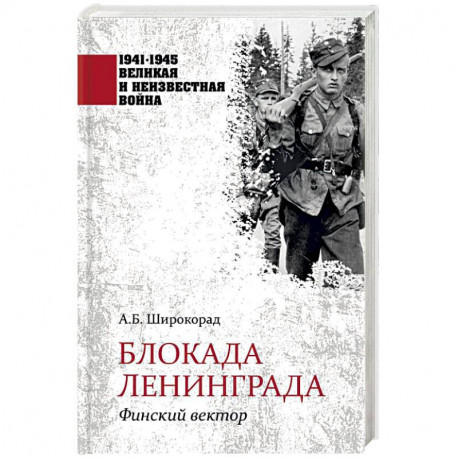 1941-1945
ВЕЛИКАЯ
И НЕИЗВЕСТНАЯ
ВОЙНА
А.Б. Широкорад
БЛОКАДА
ЛЕНИНГРАДА
Финский вектор